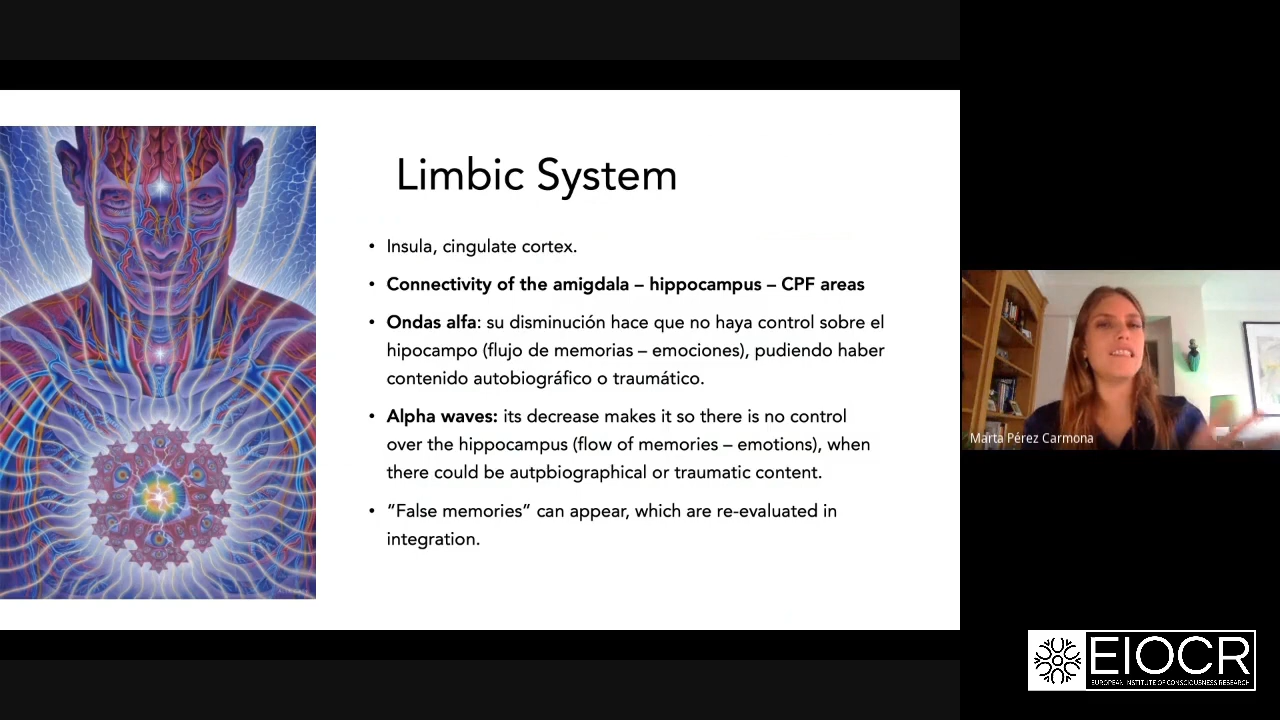 Limbic System
• Insula, cingulate cortex.
• Connectivity of the amigdala – hippocampus – CPF areas
• Ondas alfa: su disminución hace que no haya control sobre el
hipocampo (flujo de memorias – emociones), pudiendo haber
contenido autobiográfico o traumático.
• Alpha waves: its decrease makes it so there is no control
over the hippocampus (flow of memories – emotions), when
there could be autpbiographical or traumatic content.
• “False memories” can appear, which are re-evaluated in
integration.
Marta Pérez Carmona
EIOCR
EUROPEAN INSTITUTE OF CONSCIOUSNESS RESEARCH